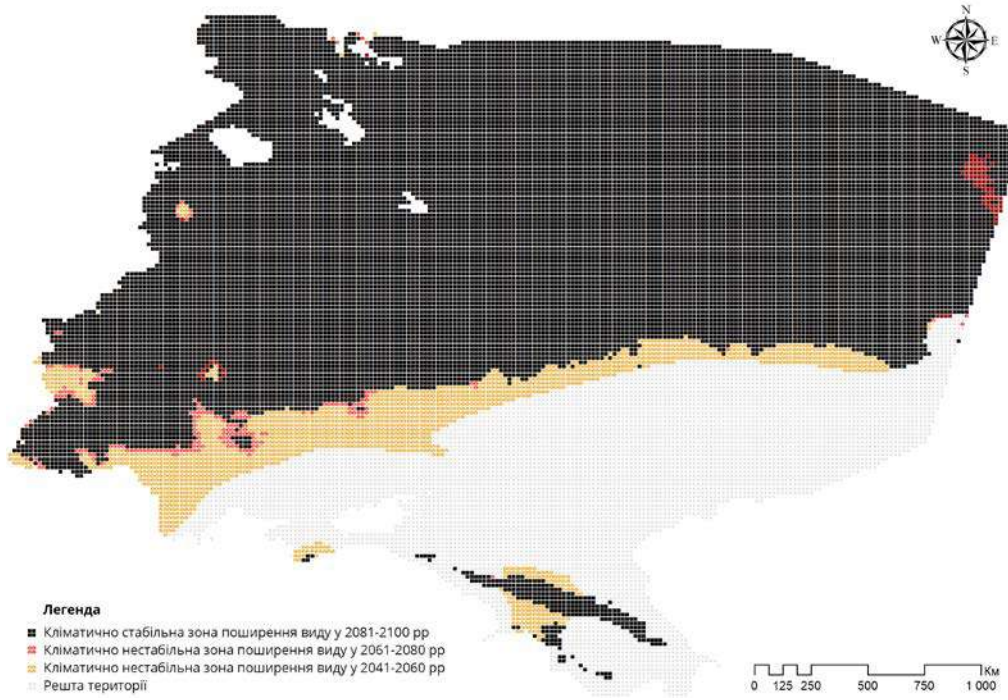 N
W E
S
Легенда
Кліматично стабільна зона поширення виду у 2081-2100 рр
Кліматично нестабільна зона поширення виду у 2061-2080 рр
Кліматично нестабільна зона поширення виду у 2041-2060 рр
Решта території
Км
0 125 250 500 750 1 000